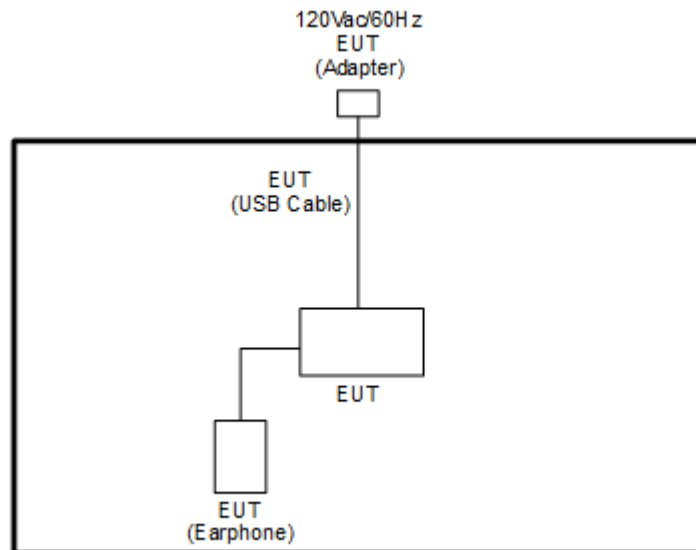 120Vac/60Hz
EUT
(Adapter)
EUT
(USB Cable)
EUT
EUT
(Earphone)